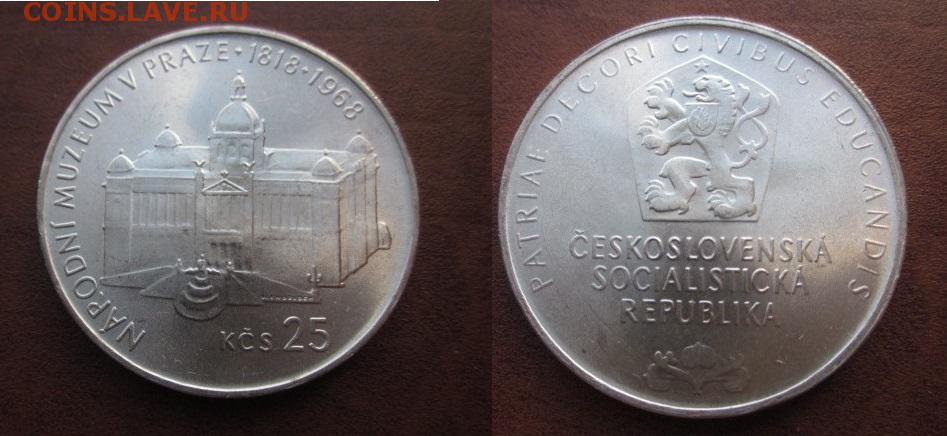 COINS.LAVE.RU
NÁRODNÍ MUZEUM V PRAZE • 1818 • 1968
KČS 25
PATRIAE DECORI CIVIBUS EDUCANDIS
ČESKOSLOVENSKÁ
SOCIALISTICKÁ
REPUBLIKA